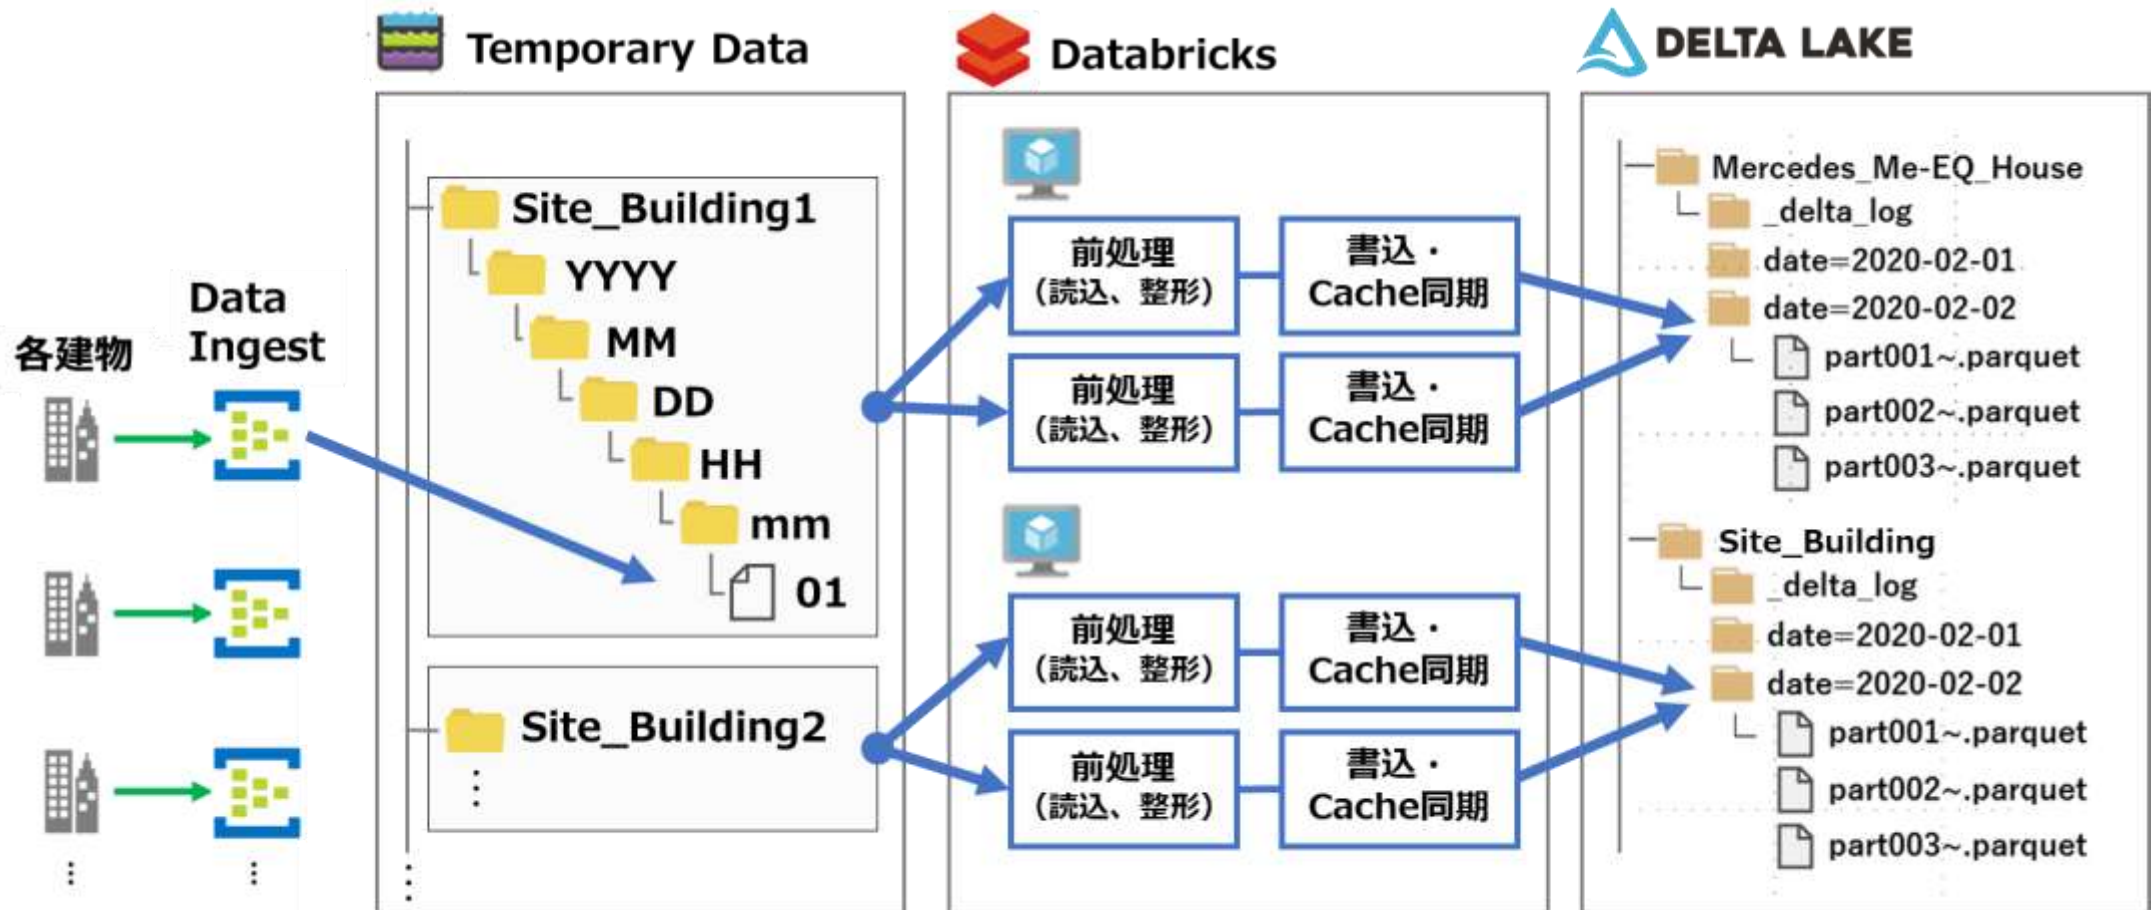 各建物
Data
Ingest
⋮
⋮
Temporary Data
Site_Building1
YYYY
MM
DD
HH
mm
01
Site_Building2
⋮
⋮
Databricks
前処理
（読込、整形）
書込・
Cache同期
前処理
（読込、整形）
書込・
Cache同期
前処理
（読込、整形）
書込・
Cache同期
前処理
（読込、整形）
書込・
Cache同期
DELTA LAKE
Mercedes_Me-EQ_House
_delta_log
date=2020-02-01
date=2020-02-02
part001~.parquet
part002~.parquet
part003~.parquet
Site_Building
_delta_log
date=2020-02-01
date=2020-02-02
part001~.parquet
part002~.parquet
part003~.parquet